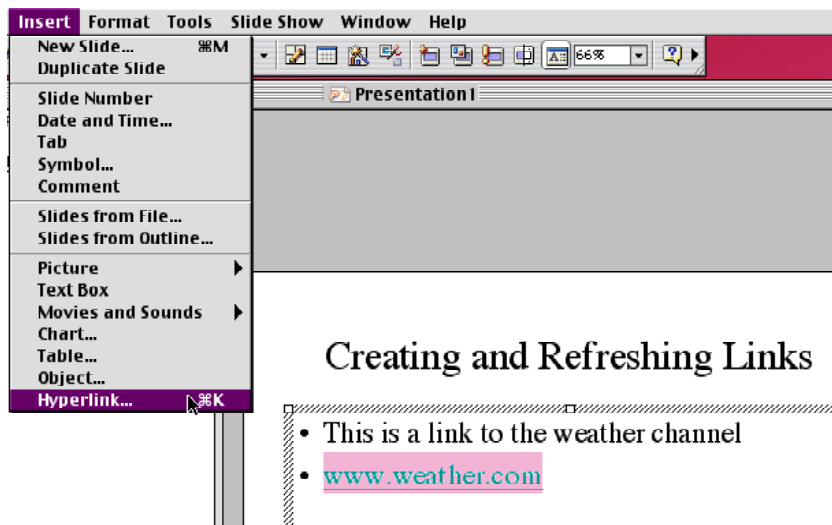 Insert Format Tools Slide Show Window Help
New Slide... ⌘M
Duplicate Slide
Slide Number
Date and Time...
Tab
Symbol...
Comment
Slides from File...
Slides from Outline...
Picture
Text Box
Movies and Sounds
Chart...
Table...
Object...
Hyperlink... ⌘K
66%
Presentation1
Creating and Refreshing Links
• This is a link to the weather channel
• www.weather.com